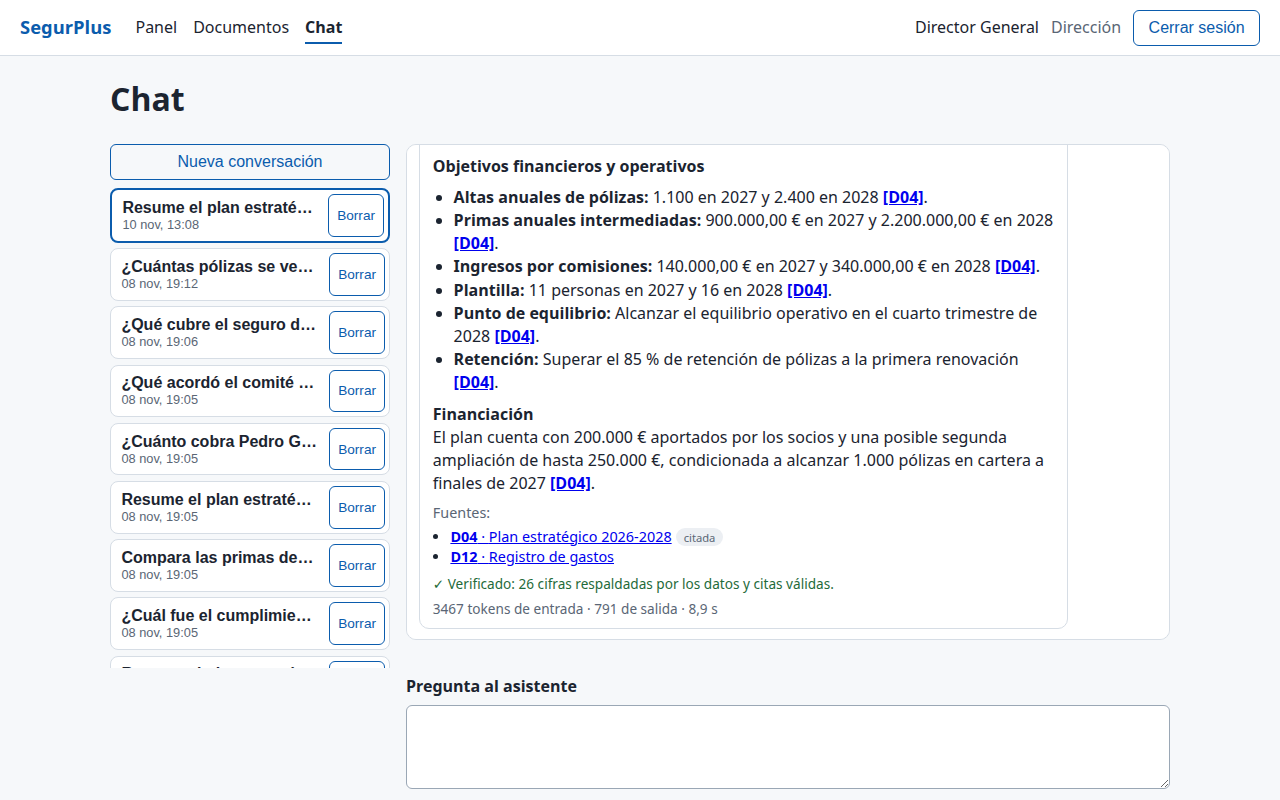 SegurPlus Panel Documentos Chat Director General Dirección Cerrar sesión
Chat
Nueva conversación
Resume el plan estraté…
10 nov, 13:08
Borrar
¿Cuántas pólizas se ve…
08 nov, 19:12
Borrar
¿Qué cubre el seguro d…
08 nov, 19:06
Borrar
¿Qué acordó el comité …
08 nov, 19:05
Borrar
¿Cuánto cobra Pedro G…
08 nov, 19:05
Borrar
Resume el plan estraté…
08 nov, 19:05
Borrar
Compara las primas de…
08 nov, 19:05
Borrar
¿Cuál fue el cumplimie…
08 nov, 19:05
Borrar
Objetivos financieros y operativos
• Altas anuales de pólizas: 1.100 en 2027 y 2.400 en 2028 [D04].
• Primas anuales intermediadas: 900.000,00 € en 2027 y 2.200.000,00 € en 2028
[D04].
• Ingresos por comisiones: 140.000,00 € en 2027 y 340.000,00 € en 2028 [D04].
• Plantilla: 11 personas en 2027 y 16 en 2028 [D04].
• Punto de equilibrio: Alcanzar el equilibrio operativo en el cuarto trimestre de
2028 [D04].
• Retención: Superar el 85 % de retención de pólizas a la primera renovación
[D04].
Financiación
El plan cuenta con 200.000 € aportados por los socios y una posible segunda
ampliación de hasta 250.000 €, condicionada a alcanzar 1.000 pólizas en cartera a
finales de 2027 [D04].
Fuentes:
• D04 · Plan estratégico 2026-2028 citada
• D12 · Registro de gastos
✓ Verificado: 26 cifras respaldadas por los datos y citas válidas.
3467 tokens de entrada · 791 de salida · 8,9 s
Pregunta al asistente